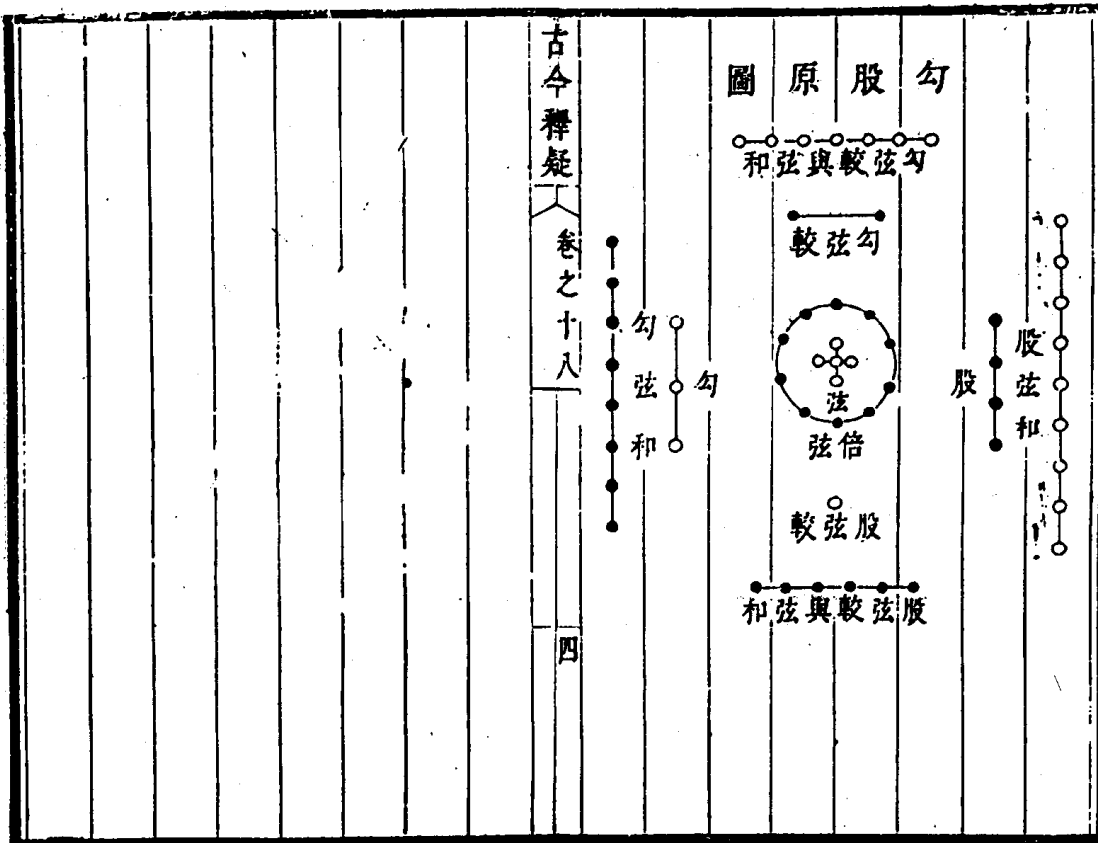 勾股原圖
勾弦較與弦和
勾弦較
弦
倍弦
股弦較
股弦較與弦和
股弦和
股
勾
勾弦和
古今釋疑
卷之十八
四